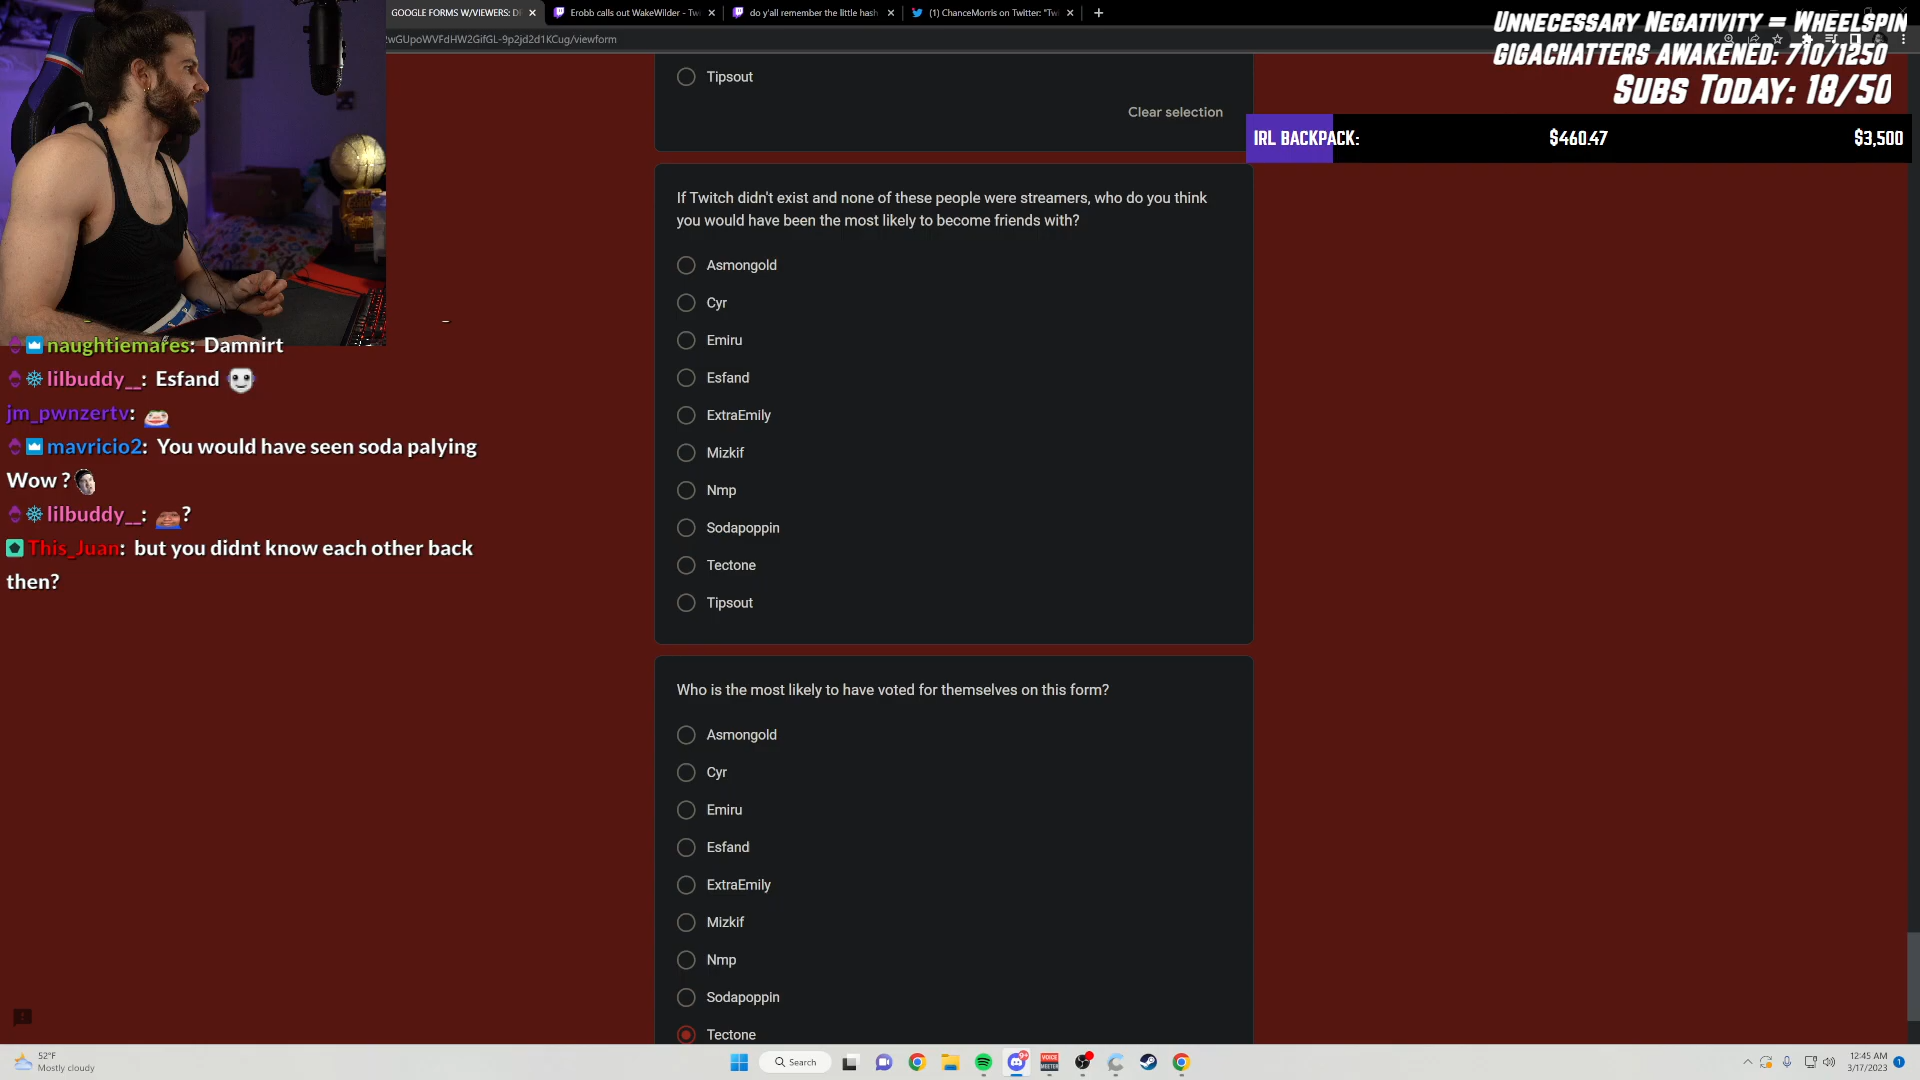 GOOGLE FORMS W/VIEWERS: DF
Erobb calls out WakeWilder - Tw
do y'all remember the little hash
(1) ChanceMorris on Twitter: "Tw
wGUpoWVFdHW2GifGL-9p2jd2d1KCug/viewform
Unnecessary Negativity = Wheelspin
GIGACHATTERS AWAKENED: 710/1250
Subs Today: 18/50
IRL BACKPACK: $460.47 $3,500
Tipsout
Clear selection
If Twitch didn't exist and none of these people were streamers, who do you think
you would have been the most likely to become friends with?
Asmongold
Cyr
Emiru
Esfand
ExtraEmily
Mizkif
Nmp
Sodapoppin
Tectone
Tipsout
Who is the most likely to have voted for themselves on this form?
Asmongold
Cyr
Emiru
Esfand
ExtraEmily
Mizkif
Nmp
Sodapoppin
Tectone
naughtiemares: Damnirt
lilbuddy__: Esfand
jm_pwnzertv:
mavricio2: You would have seen soda palying
Wow ?
lilbuddy__: ?
This_Juan: but you didnt know each other back
then?
52°F
Mostly cloudy
Search
12:45 AM
3/17/2023